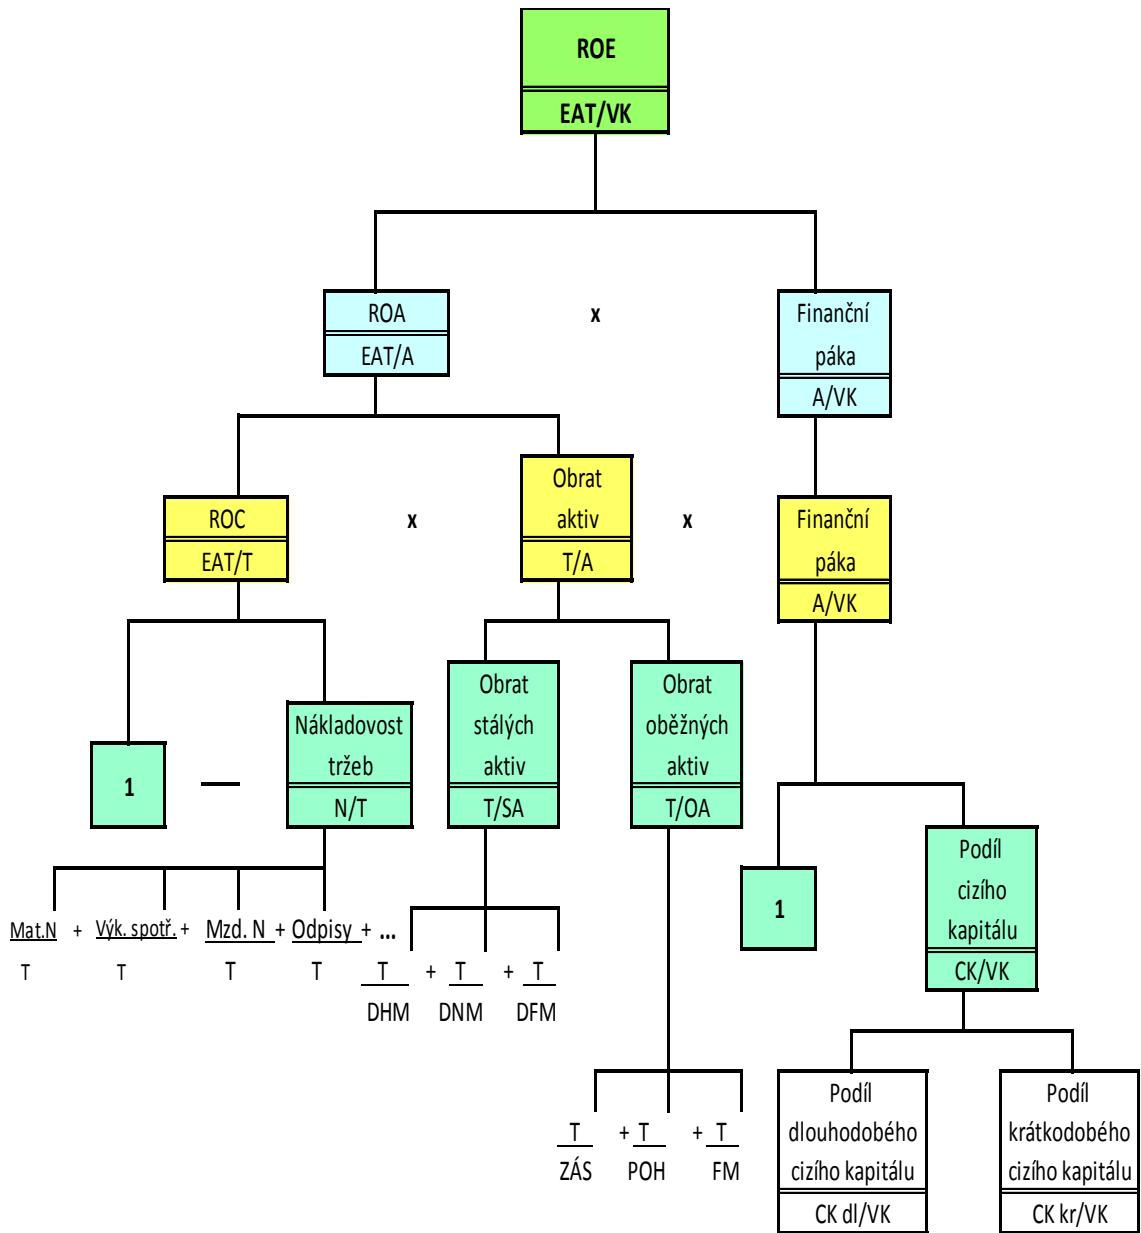 ROE
EAT/VK
ROA
x
Finanční
páka
EAT/A
A/VK
Obrat
aktiv
ROC
x
x
Finanční
páka
EAT/T
T/A
A/VK
Obrat
stálých
aktiv
Obrat
oběžných
aktiv
Nákladovost
tržeb
1
—
N/T
T/SA
T/OA
Podíl
cizího
kapitálu
1
CK/VK
Mat.N + Výk. spotř. + Mzd. N + Odpisy + ...
T T T T
T + T + T
DHM DNM DFM
T + T + T
ZÁS POH FM
Podíl
dlouhodobého
cizího kapitálu
CK dl/VK
Podíl
krátkodobého
cizího kapitálu
CK kr/VK